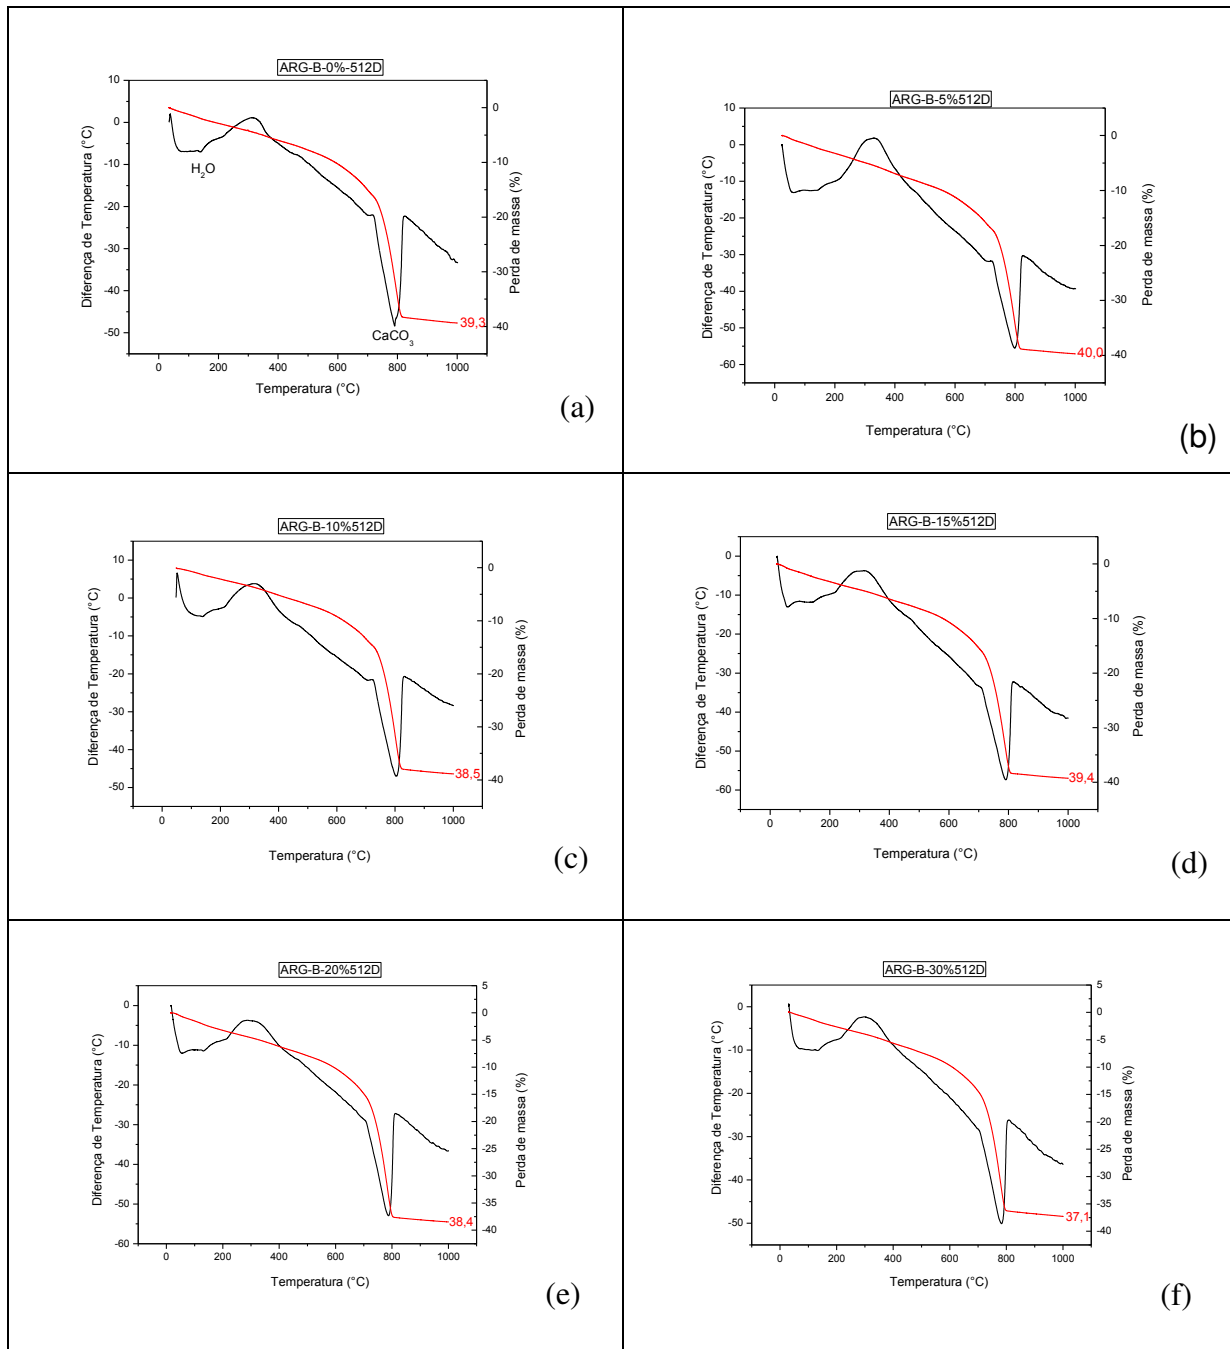 ARG-B-0%-512D
10
0
-10
-20
-30
-40
-50
Diferença de Temperatura (°C)
0
-10
-20
-30
-40
Perda de massa (%)
H2O
CaCO3
39,3
0 200 400 600 800 1000
Temperatura (°C)
(a)
ARG-B-5%512D
10
0
-10
-20
-30
-40
-50
-60
Diferença de Temperatura (°C)
0
-10
-20
-30
-40
Perda de massa (%)
40,0
0 200 400 600 800 1000
Temperatura (°C)
(b)
ARG-B-10%512D
10
0
-10
-20
-30
-40
-50
Diferença de Temperatura (°C)
0
-10
-20
-30
-40
Perda de massa (%)
38,5
0 200 400 600 800 1000
Temperatura (°C)
(c)
ARG-B-15%512D
0
-10
-20
-30
-40
-50
-60
Diferença de Temperatura (°C)
0
-10
-20
-30
-40
Perda de massa (%)
39,4
0 200 400 600 800 1000
Temperatura (°C)
(d)
ARG-B-20%512D
0
-10
-20
-30
-40
-50
-60
Diferença de Temperatura (°C)
5
0
-5
-10
-15
-20
-25
-30
-35
-40
Perda de massa (%)
38,4
0 200 400 600 800 1000
Temperatura (°C)
(e)
ARG-B-30%512D
0
-10
-20
-30
-40
-50
Diferença de Temperatura (°C)
5
0
-5
-10
-15
-20
-25
-30
-35
-40
Perda de massa (%)
37,1
0 200 400 600 800 1000
Temperatura (°C)
(f)